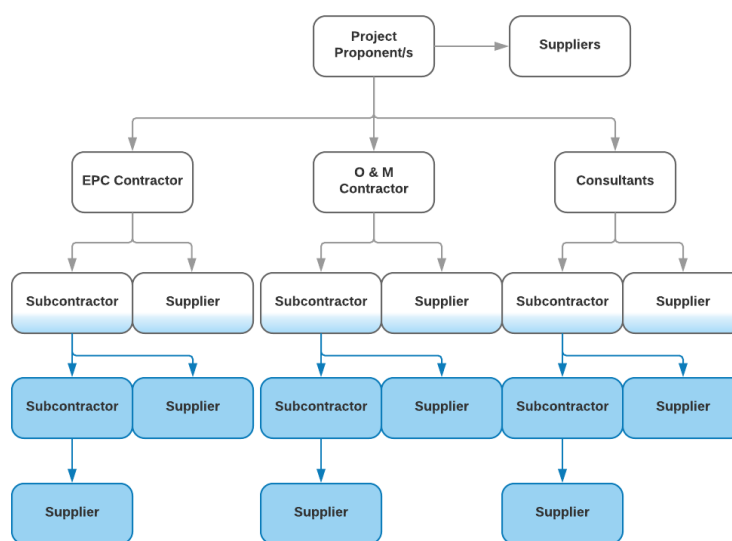 Project
Proponent/s
Suppliers
EPC Contractor
O & M
Contractor
Consultants
Subcontractor
Supplier
Subcontractor
Supplier
Subcontractor
Supplier
Subcontractor
Supplier
Subcontractor
Supplier
Subcontractor
Supplier
Supplier
Supplier
Supplier